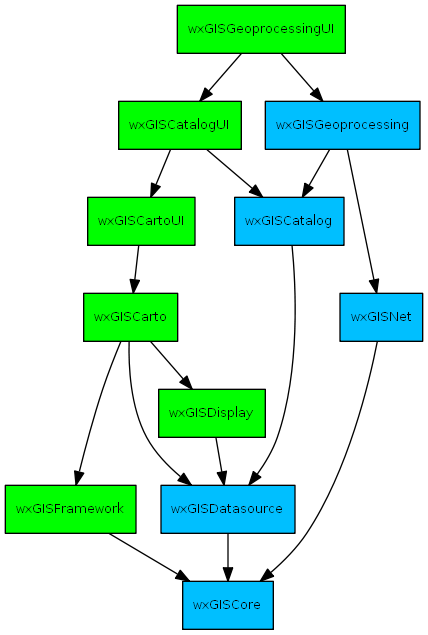 wxGISGeoprocessingUI
wxGISCatalogUI
wxGISGeoprocessing
wxGISCartoUI
wxGISCatalog
wxGISCarto
wxGISNet
wxGISDisplay
wxGISFramework
wxGISDatasource
wxGISCore